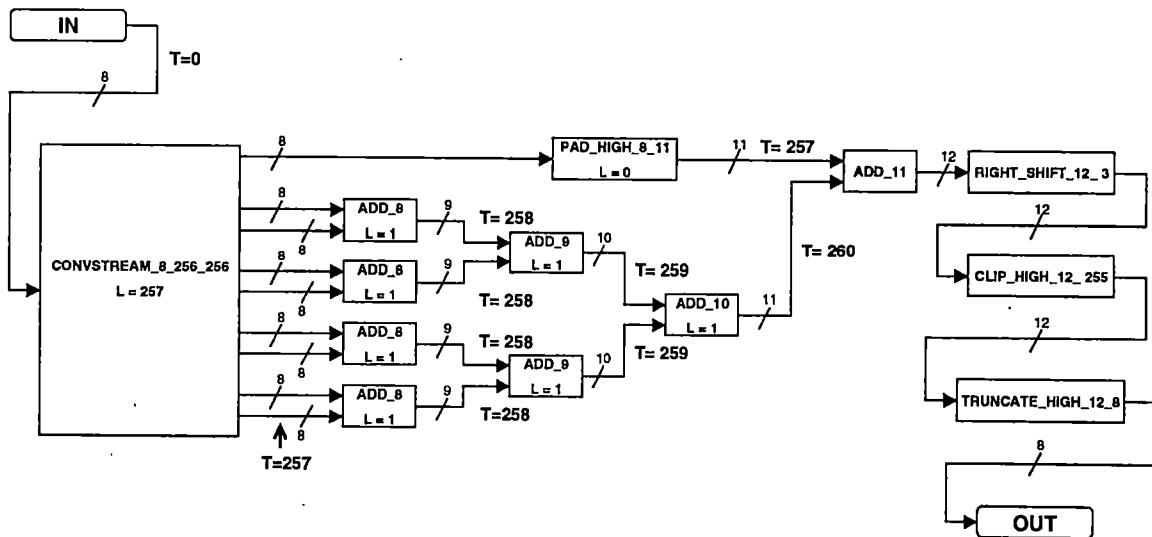 IN
T=0
8
CONVSTREAM_8_256_256
L = 257
8
PAD_HIGH_8_11
L = 0
11
T= 257
ADD_11
12
RIGHT_SHIFT_12_3
12
CLIP_HIGH_12_255
12
TRUNCATE_HIGH_12_8
8
OUT
8
8
ADD_8
L = 1
9
T= 258
8
8
ADD_8
L = 1
9
T= 258
ADD_9
L = 1
10
T= 259
8
8
ADD_8
L = 1
9
T= 258
8
8
ADD_8
L = 1
9
T=258
ADD_9
L = 1
10
T= 259
ADD_10
L = 1
11
T= 260
T=257